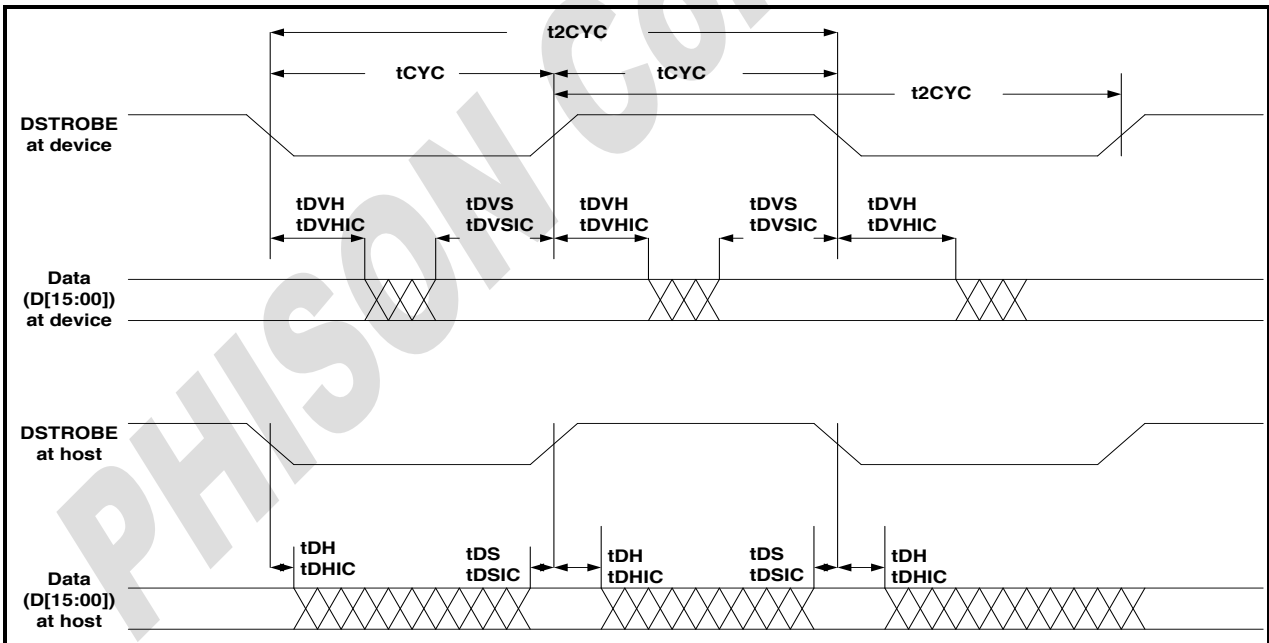 t2CYC
tCYC
tCYC
t2CYC
DSTROBE
at device
tDVH
tDVHIC
tDVS
tDVSIC
tDVH
tDVHIC
tDVS
tDVSIC
tDVH
tDVHIC
Data
(D[15:00])
at device
DSTROBE
at host
tDH
tDHIC
tDS
tDSIC
tDH
tDHIC
tDS
tDSIC
tDH
tDHIC
Data
(D[15:00])
at host
PHISON Con